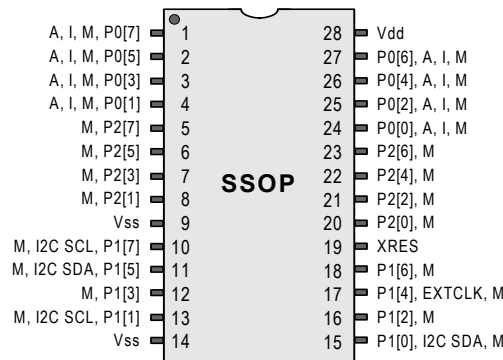 A, I, M, P0[7] 1 28 Vdd
A, I, M, P0[5] 2 27 P0[6], A, I, M
A, I, M, P0[3] 3 26 P0[4], A, I, M
A, I, M, P0[1] 4 25 P0[2], A, I, M
M, P2[7] 5 24 P0[0], A, I, M
M, P2[5] 6 23 P2[6], M
M, P2[3] 7 SSOP 22 P2[4], M
M, P2[1] 8 21 P2[2], M
Vss 9 20 P2[0], M
M, I2C SCL, P1[7] 10 19 XRES
M, I2C SDA, P1[5] 11 18 P1[6], M
M, P1[3] 12 17 P1[4], EXTCLK, M
M, I2C SCL, P1[1] 13 16 P1[2], M
Vss 14 15 P1[0], I2C SDA, M